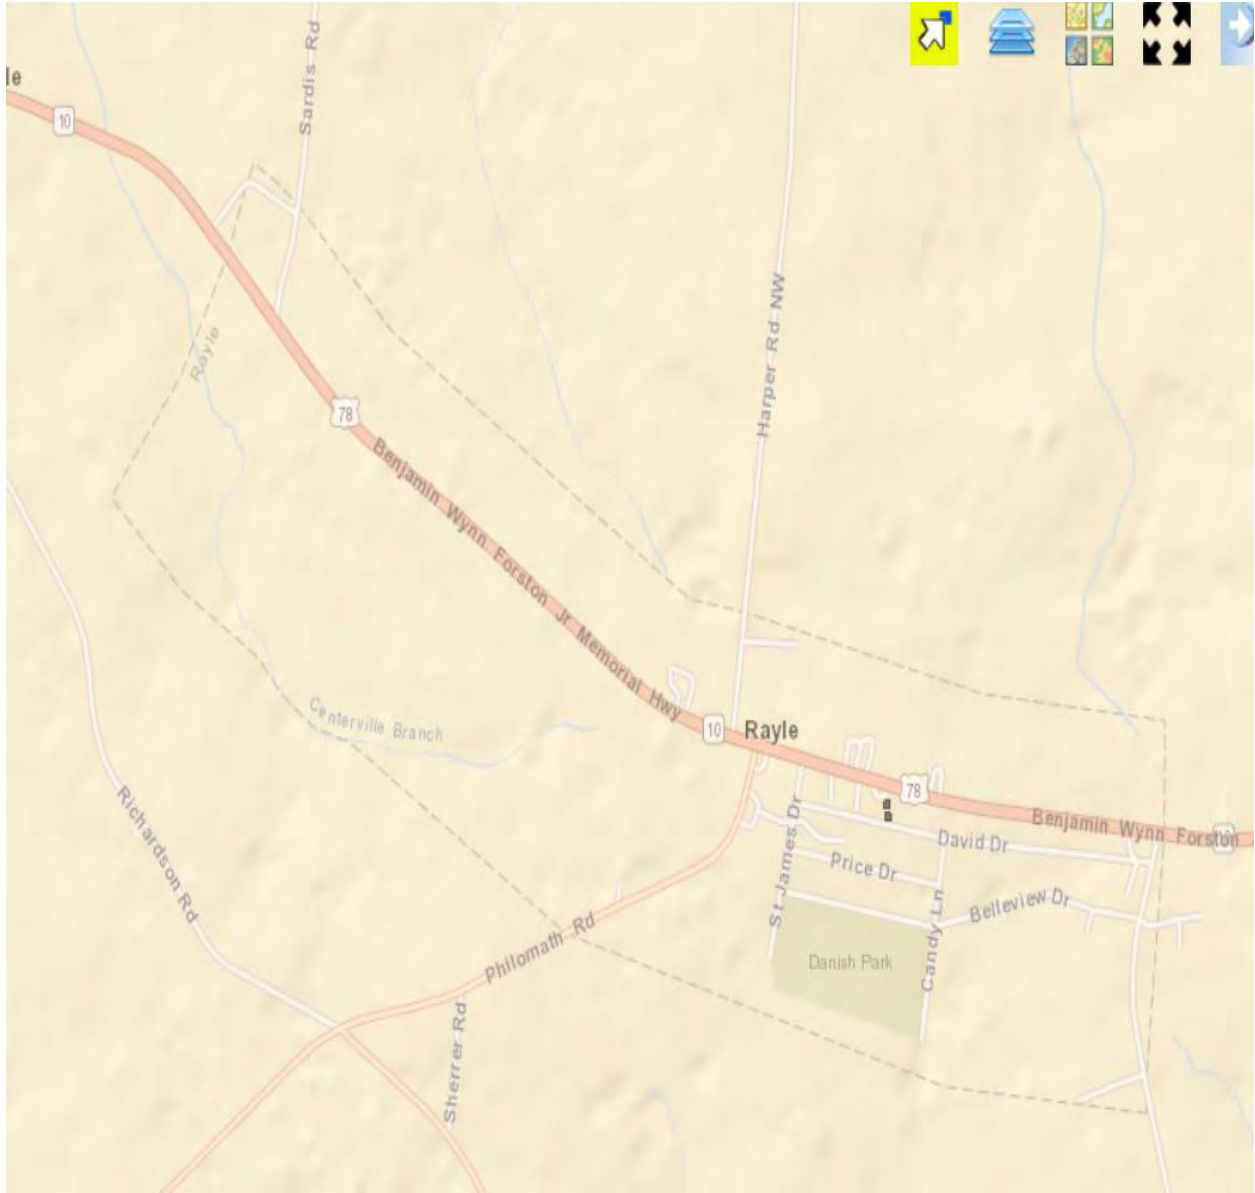 Sardis Rd
le
10
Rayle
Harper Rd NW
78
Benjamin Wynn Forston Jr Memorial Hwy
Centerville Branch
10
Rayle
78
Benjamin Wynn Forston
Richardson Rd
St James Dr
David Dr
Price Dr
Belleview Dr
Candy Ln
Philomath Rd
Danish Park
Sherrer Rd